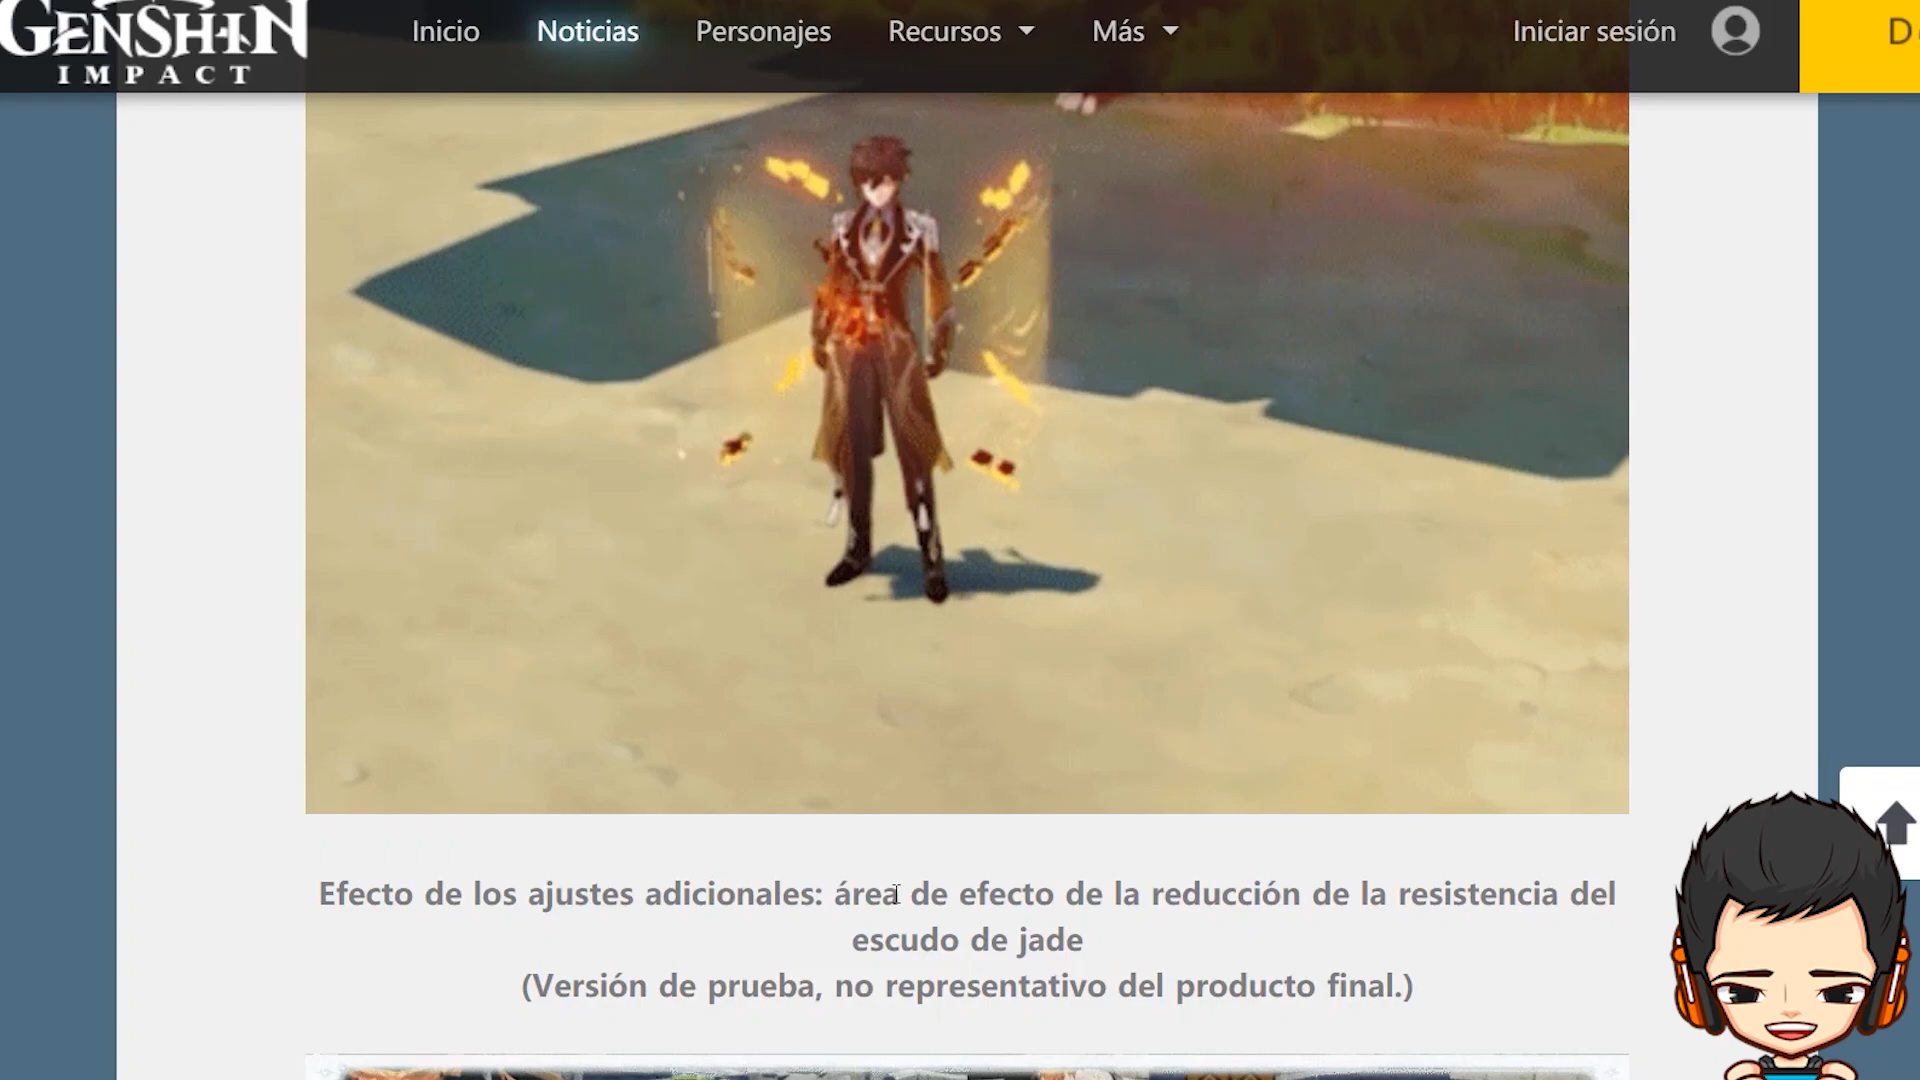 GENSHIN
IMPACT
Inicio
Noticias
Personajes
Recursos
Más
Iniciar sesión
Efecto de los ajustes adicionales: área de efecto de la reducción de la resistencia del
escudo de jade
(Versión de prueba, no representativo del producto final.)